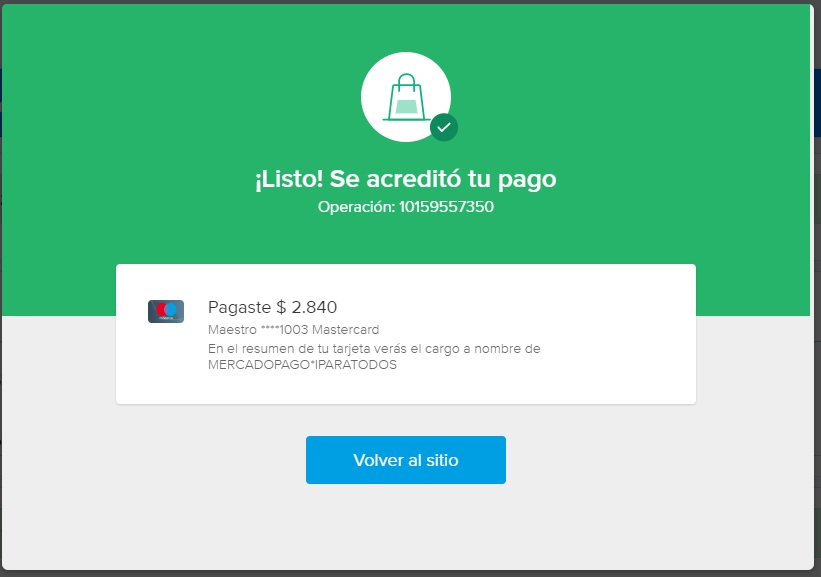 ¡Listo! Se acreditó tu pago
Operación: 10159557350
Pagaste $ 2.840
Maestro ****1003 Mastercard
En el resumen de tu tarjeta verás el cargo a nombre de
MERCADOPAGO*IPARATODOS
Volver al sitio